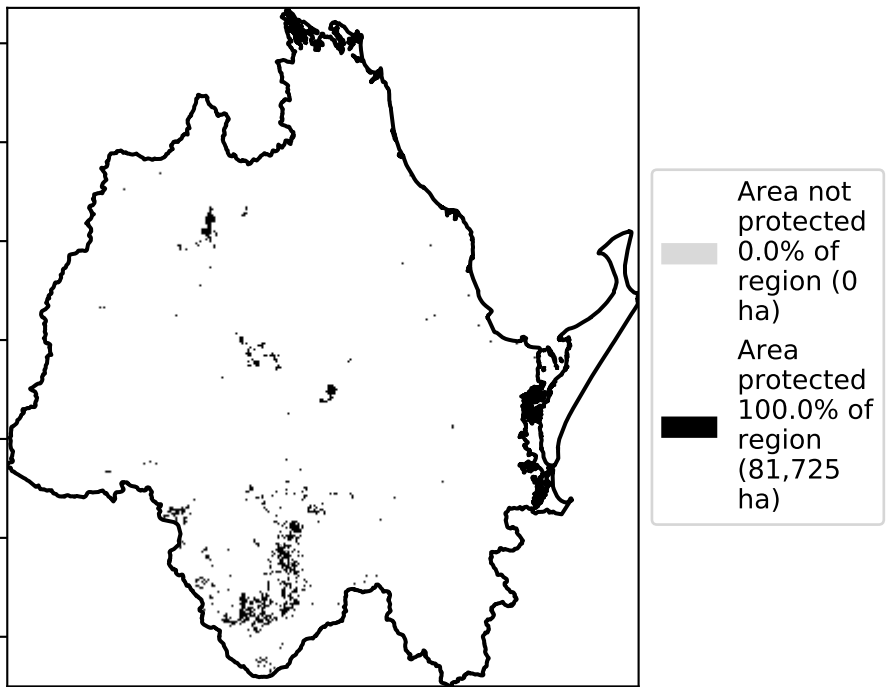 Area not
protected
0.0% of
region (0
ha)
Area
protected
100.0% of
region
(81,725
ha)